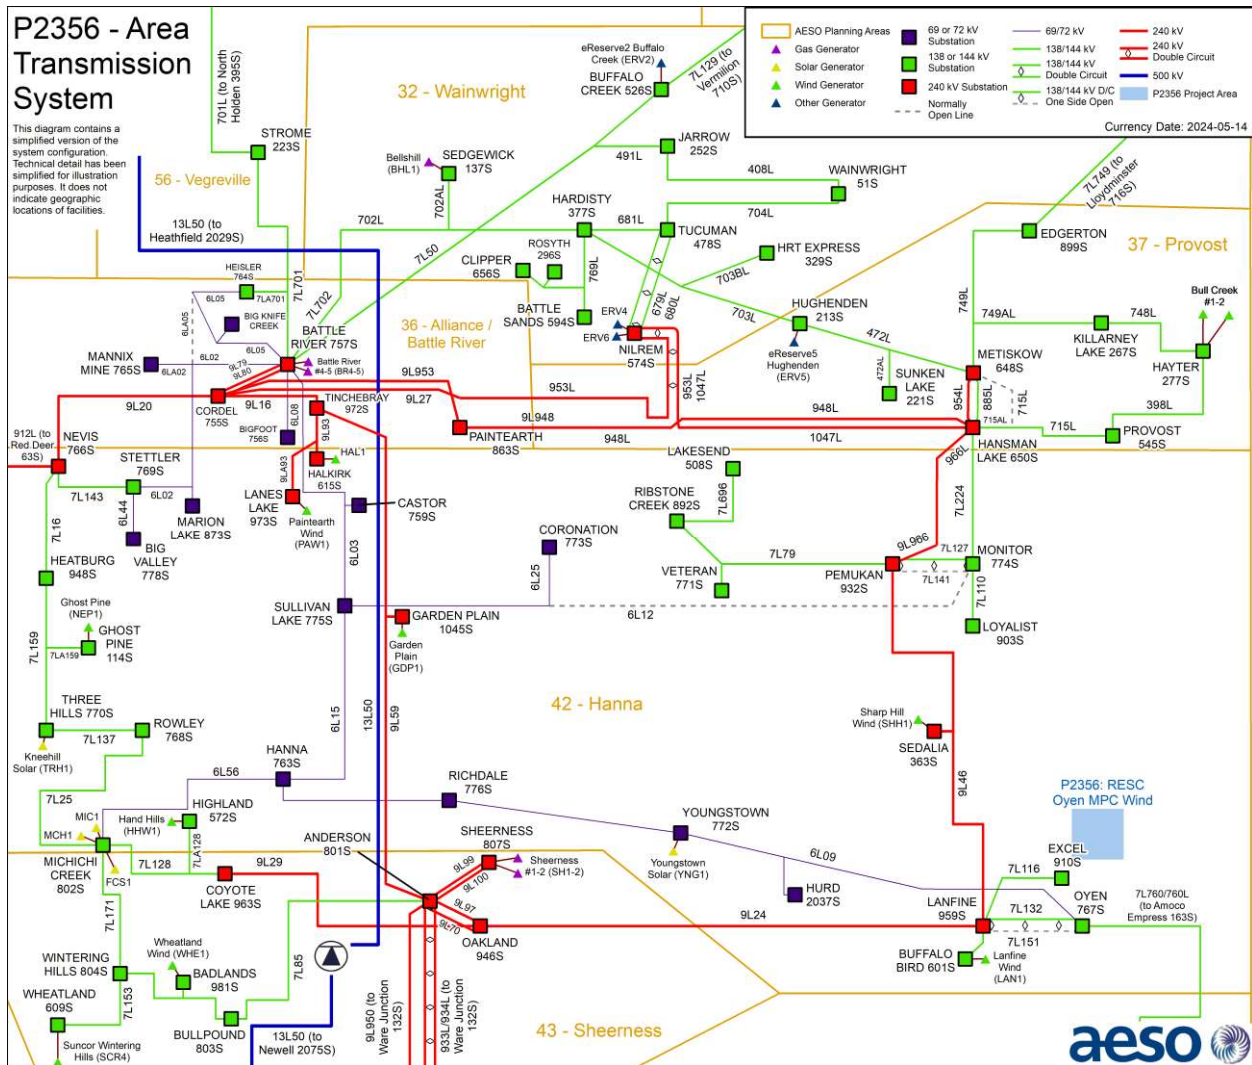 P2356 - Area
Transmission
System
This diagram contains a
simplified version of the
system configuration.
Technical detail has been
simplified for illustration
purposes. It does not
indicate geographic
locations of facilities.
AESO Planning Areas
Gas Generator
Solar Generator
Wind Generator
Other Generator
69 or 72 kV
Substation
138 or 144 kV
Substation
240 kV Substation
Normally
Open Line
69/72 kV
138/144 kV
138/144 kV
Double Circuit
138/144 kV D/C
One Side Open
240 kV
240 kV
Double Circuit
500 kV
P2356 Project Area
Currency Date: 2024-05-14
701L (to North
Holden 395S)
STROME
223S
56 - Vegreville
13L50 (to
Heathfield 2029S)
32 - Wainwright
eReserve2 Buffalo
Creek (ERV2)
BUFFALO
CREEK 526S
7L129 (to
Vermilion
710S)
JARROW
252S
491L
408L
WAINWRIGHT
51S
704L
Bellshill
(BHL1)
SEDGEWICK
137S
702AL
702L
7L50
HARDISTY
377S
681L
TUCUMAN
478S
ROSYTH
296S
CLIPPER
656S
769L
BATTLE
SANDS 594S
679L
680L
703BL
HRT EXPRESS
329S
703L
HUGHENDEN
213S
eReserve5
Hughenden
(ERV5)
472L
472AL
SUNKEN
LAKE
221S
7L749 (to
Lloydminster
716S)
EDGERTON
899S
37 - Provost
Bull Creek
#1-2
749L
749AL
748L
KILLARNEY
LAKE 267S
HAYTER
277S
METISKOW
648S
954L
885L
715L
715AL
715L
398L
PROVOST
545S
HANSMAN
LAKE 650S
HEISLER
764S
7LA701
7L701
7L702
6L05
6LA05
BIG KNIFE
CREEK
6L05
BATTLE
RIVER 757S
Battle River
#4-5 (BR4-5)
36 - Alliance /
Battle River
MANNIX
MINE 765S
6L02
6LA02
9L79
9L80
ERV4
ERV6
NILREM
574S
953L
1047L
9L953
953L
9L27
9L20
9L16
CORDEL
755S
6L08
BIGFOOT
756S
TINCHEBRAY
972S
9L93
9LA93
HAL1
HALKIRK
615S
9L948
948L
948L
1047L
PAINTEARTH
863S
912L (to
Red Deer
63S)
NEVIS
766S
STETTLER
769S
7L143
6L02
6L44
BIG
VALLEY
778S
MARION
LAKE 873S
LANES
LAKE
973S
Paintearth
Wind
(PAW1)
CASTOR
759S
6L03
7L16
HEATBURG
948S
Ghost Pine
(NEP1)
GHOST
PINE
114S
7LA159
7L159
LAKESEND
508S
RIBSTONE
CREEK 892S
7L696
CORONATION
773S
6L25
7L79
VETERAN
771S
966L
9L966
7L224
7L127
7L141
PEMUKAN
932S
MONITOR
774S
7L110
LOYALIST
903S
6L12
SULLIVAN
LAKE 775S
GARDEN PLAIN
1045S
Garden
Plain
(GDP1)
42 - Hanna
THREE
HILLS 770S
ROWLEY
768S
7L137
Kneehill
Solar (TRH1)
6L15
13L50
9L59
Sharp Hill
Wind (SHH1)
SEDALIA
363S
9L46
HANNA
763S
6L56
RICHDALE
776S
P2356: RESC
Oyen MPC Wind
7L25
MIC1
MCH1
Hand Hills
(HHW1)
HIGHLAND
572S
7LA128
ANDERSON
801S
SHEERNESS
807S
Sheerness
#1-2 (SH1-2)
9L99
9L100
YOUNGSTOWN
772S
Youngstown
Solar (YNG1)
6L09
HURD
2037S
EXCEL
910S
7L116
MICHICHI
CREEK
802S
FCS1
7L128
9L29
COYOTE
LAKE 963S
7L171
9L97
9L70
OAKLAND
946S
9L24
LANFINE
959S
7L132
7L151
OYEN
767S
7L760/760L
(to Amoco
Empress 163S)
BUFFALO
BIRD 601S
Lanfine
Wind
(LAN1)
WINTERING
HILLS 804S
Wheatland
Wind (WHE1)
BADLANDS
981S
7L85
WHEATLAND
609S
7L153
BULLPOUND
803S
Suncor Wintering
Hills (SCR4)
13L50 (to
Newell 2075S)
9L950 (to
Ware Junction
132S)
933L/934L (to
Ware Junction
132S)
43 - Sheerness
aeso